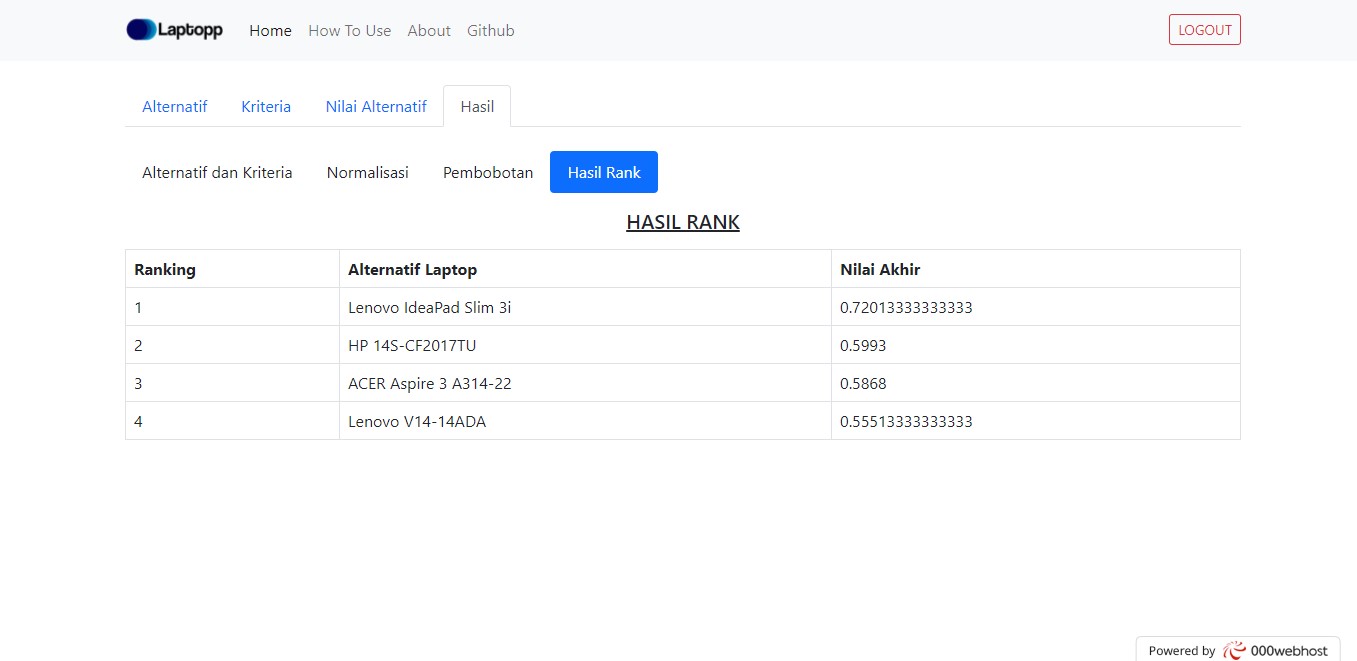 Laptopp Home How To Use About Github LOGOUT
Alternatif Kriteria Nilai Alternatif Hasil
Alternatif dan Kriteria Normalisasi Pembobotan Hasil Rank
HASIL RANK
Ranking Alternatif Laptop Nilai Akhir
1 Lenovo IdeaPad Slim 3i 0.72013333333333
2 HP 14S-CF2017TU 0.5993
3 ACER Aspire 3 A314-22 0.5868
4 Lenovo V14-14ADA 0.55513333333333
Powered by 000webhost